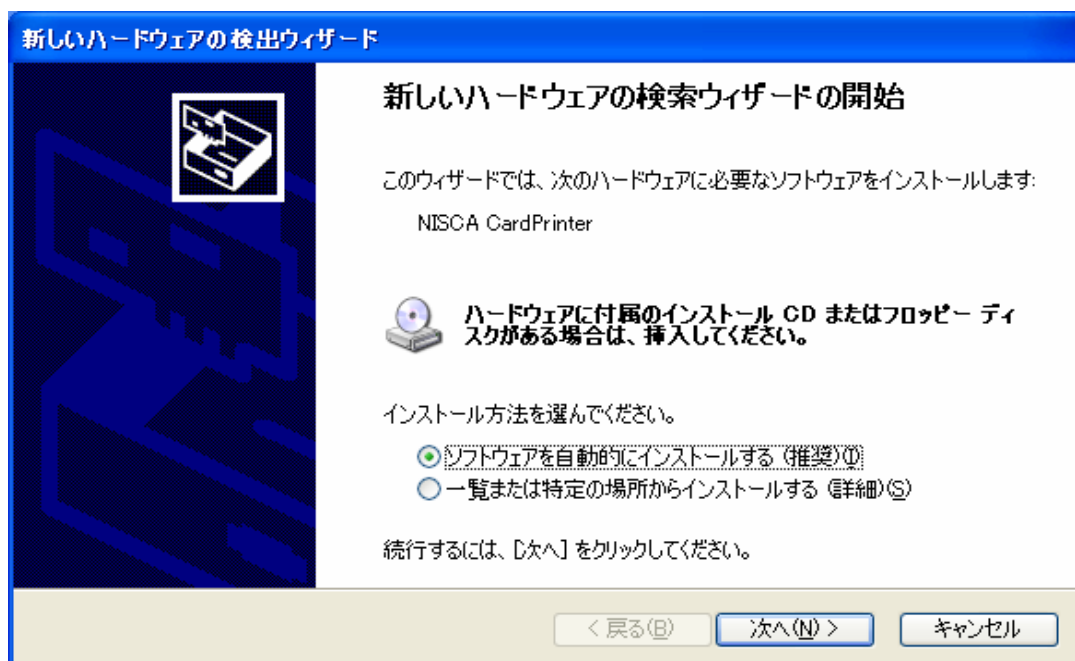 新しいハードウェアの検出ウィザード
新しいハードウェアの検索ウィザードの開始
このウィザードでは、次のハードウェアに必要なソフトウェアをインストールします:
NISCA CardPrinter
ハードウェアに付属のインストール CD またはフロッピー ディ
スクがある場合は、挿入してください。
インストール方法を選んでください。
ソフトウェアを自動的にインストールする (推奨)(I)
一覧または特定の場所からインストールする (詳細)(S)
続行するには、[次へ] をクリックしてください。
< 戻る(B) 次へ(N) > キャンセル